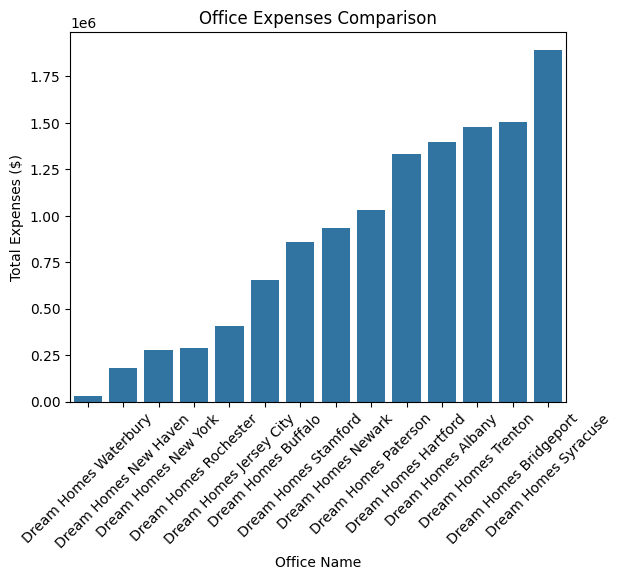 Office Expenses Comparison
1e6
1.75
1.50
1.25
1.00
0.75
0.50
0.25
0.00
Total Expenses ($)
Dream Homes Waterbury
Dream Homes New Haven
Dream Homes New York
Dream Homes Rochester
Dream Homes Jersey City
Dream Homes Buffalo
Dream Homes Stamford
Dream Homes Newark
Dream Homes Paterson
Dream Homes Hartford
Dream Homes Albany
Dream Homes Trenton
Dream Homes Bridgeport
Dream Homes Syracuse
Office Name